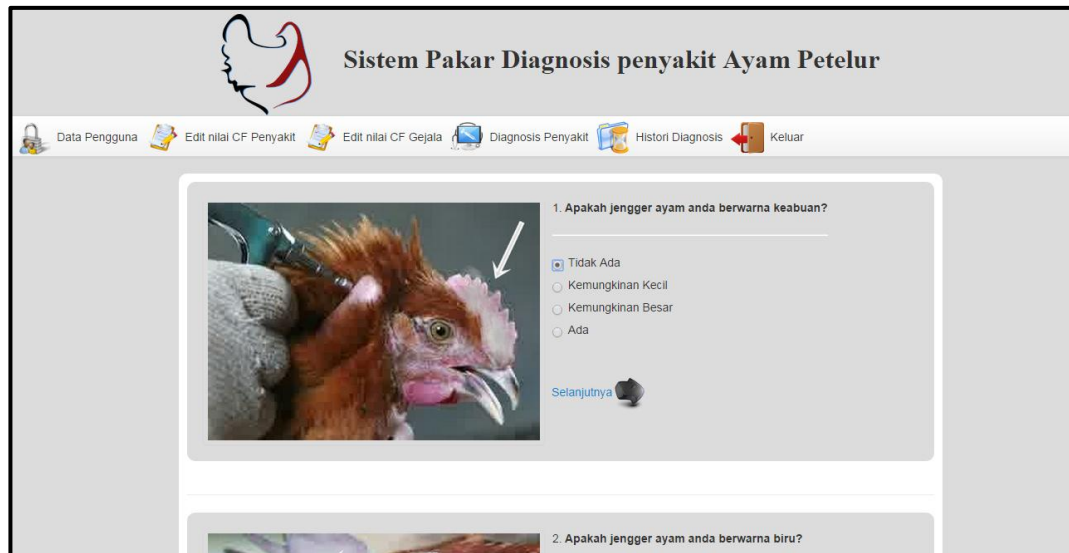 Sistem Pakar Diagnosis penyakit Ayam Petelur
Data Pengguna Edit nilai CF Penyakit Edit nilai CF Gejala Diagnosis Penyakit Histori Diagnosis Keluar
1. Apakah jengger ayam anda berwarna keabuan?
Tidak Ada
Kemungkinan Kecil
Kemungkinan Besar
Ada
Selanjutnya
2. Apakah jengger ayam anda berwarna biru?